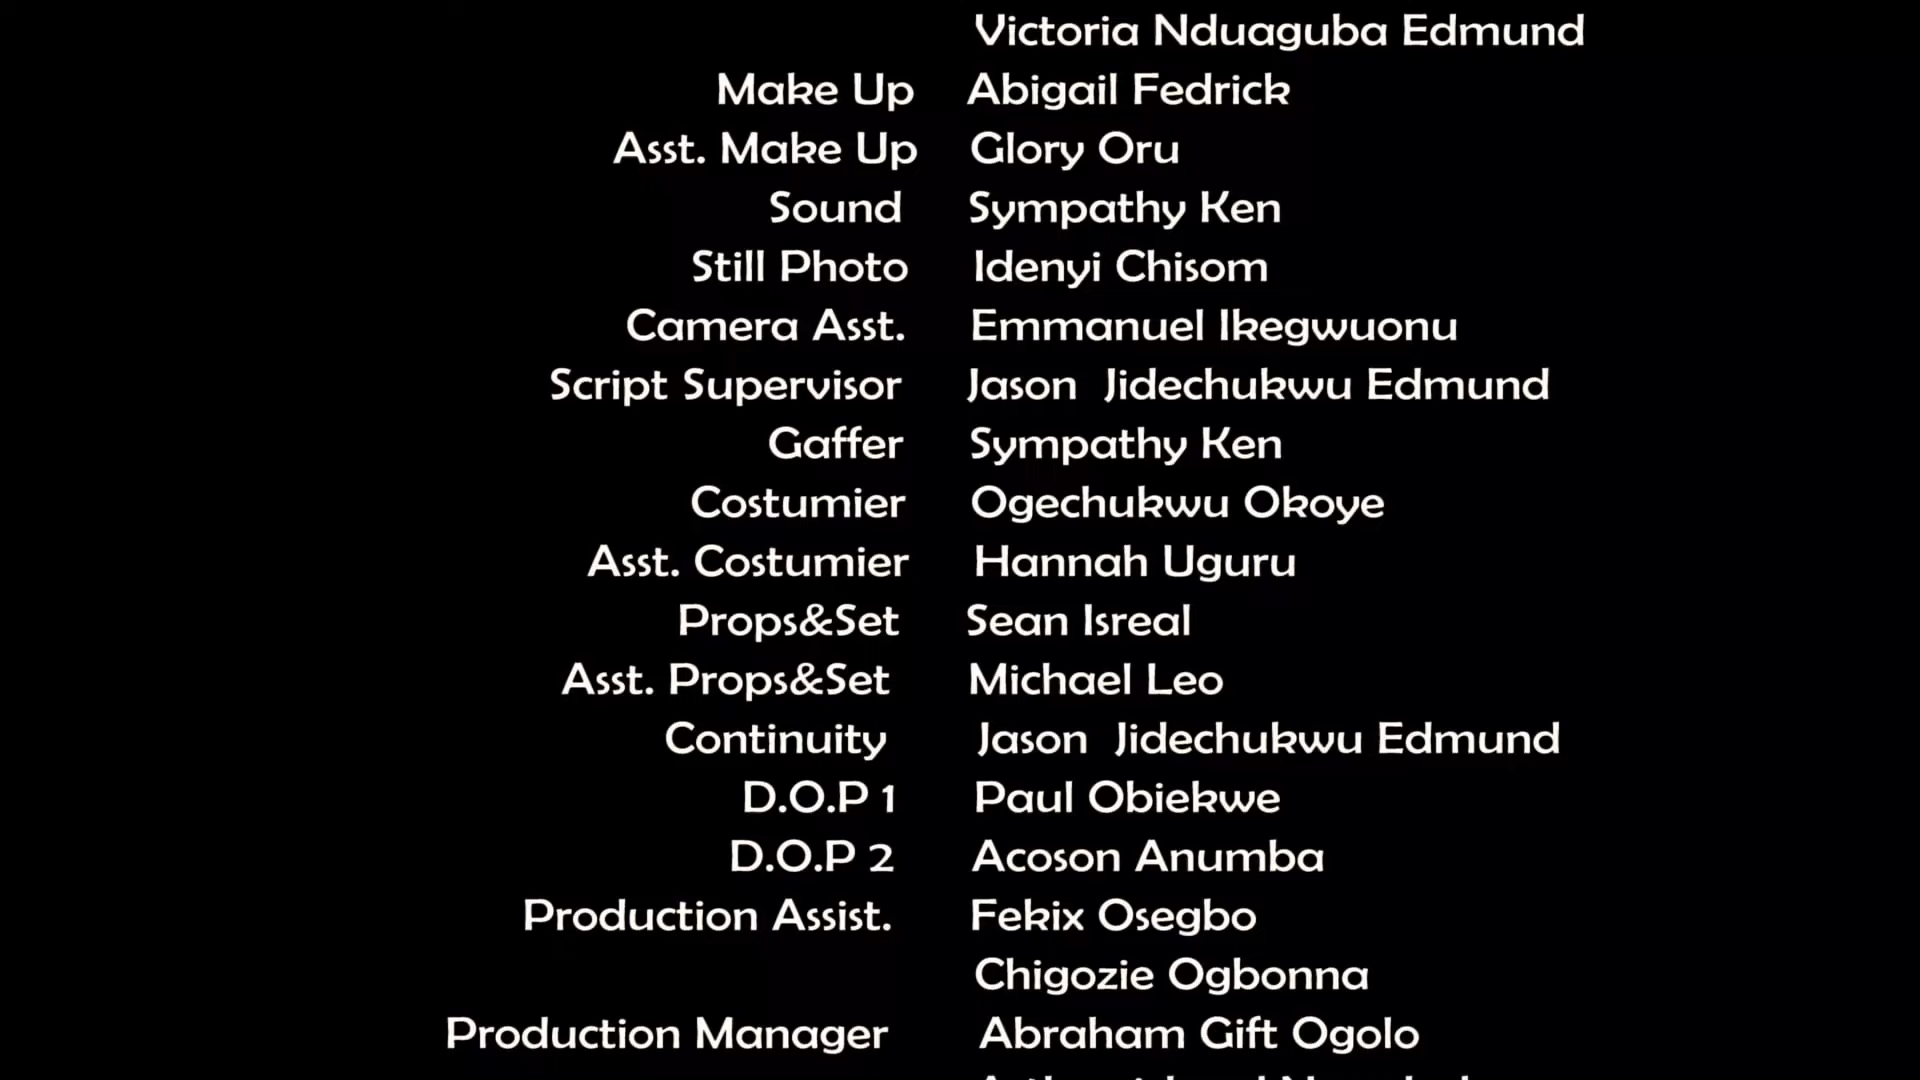 Victoria Nduaguba Edmund
Make Up Abigail Fedrick
Asst. Make Up Glory Oru
Sound Sympathy Ken
Still Photo Idenyi Chisom
Camera Asst. Emmanuel Ikegwuonu
Script Supervisor Jason Jidechukwu Edmund
Gaffer Sympathy Ken
Costumier Ogechukwu Okoye
Asst. Costumier Hannah Uguru
Props&Set Sean Isreal
Asst. Props&Set Michael Leo
Continuity Jason Jidechukwu Edmund
D.O.P 1 Paul Obiekwe
D.O.P 2 Acoson Anumba
Production Assist. Fekix Osegbo
Chigozie Ogbonna
Production Manager Abraham Gift Ogolo